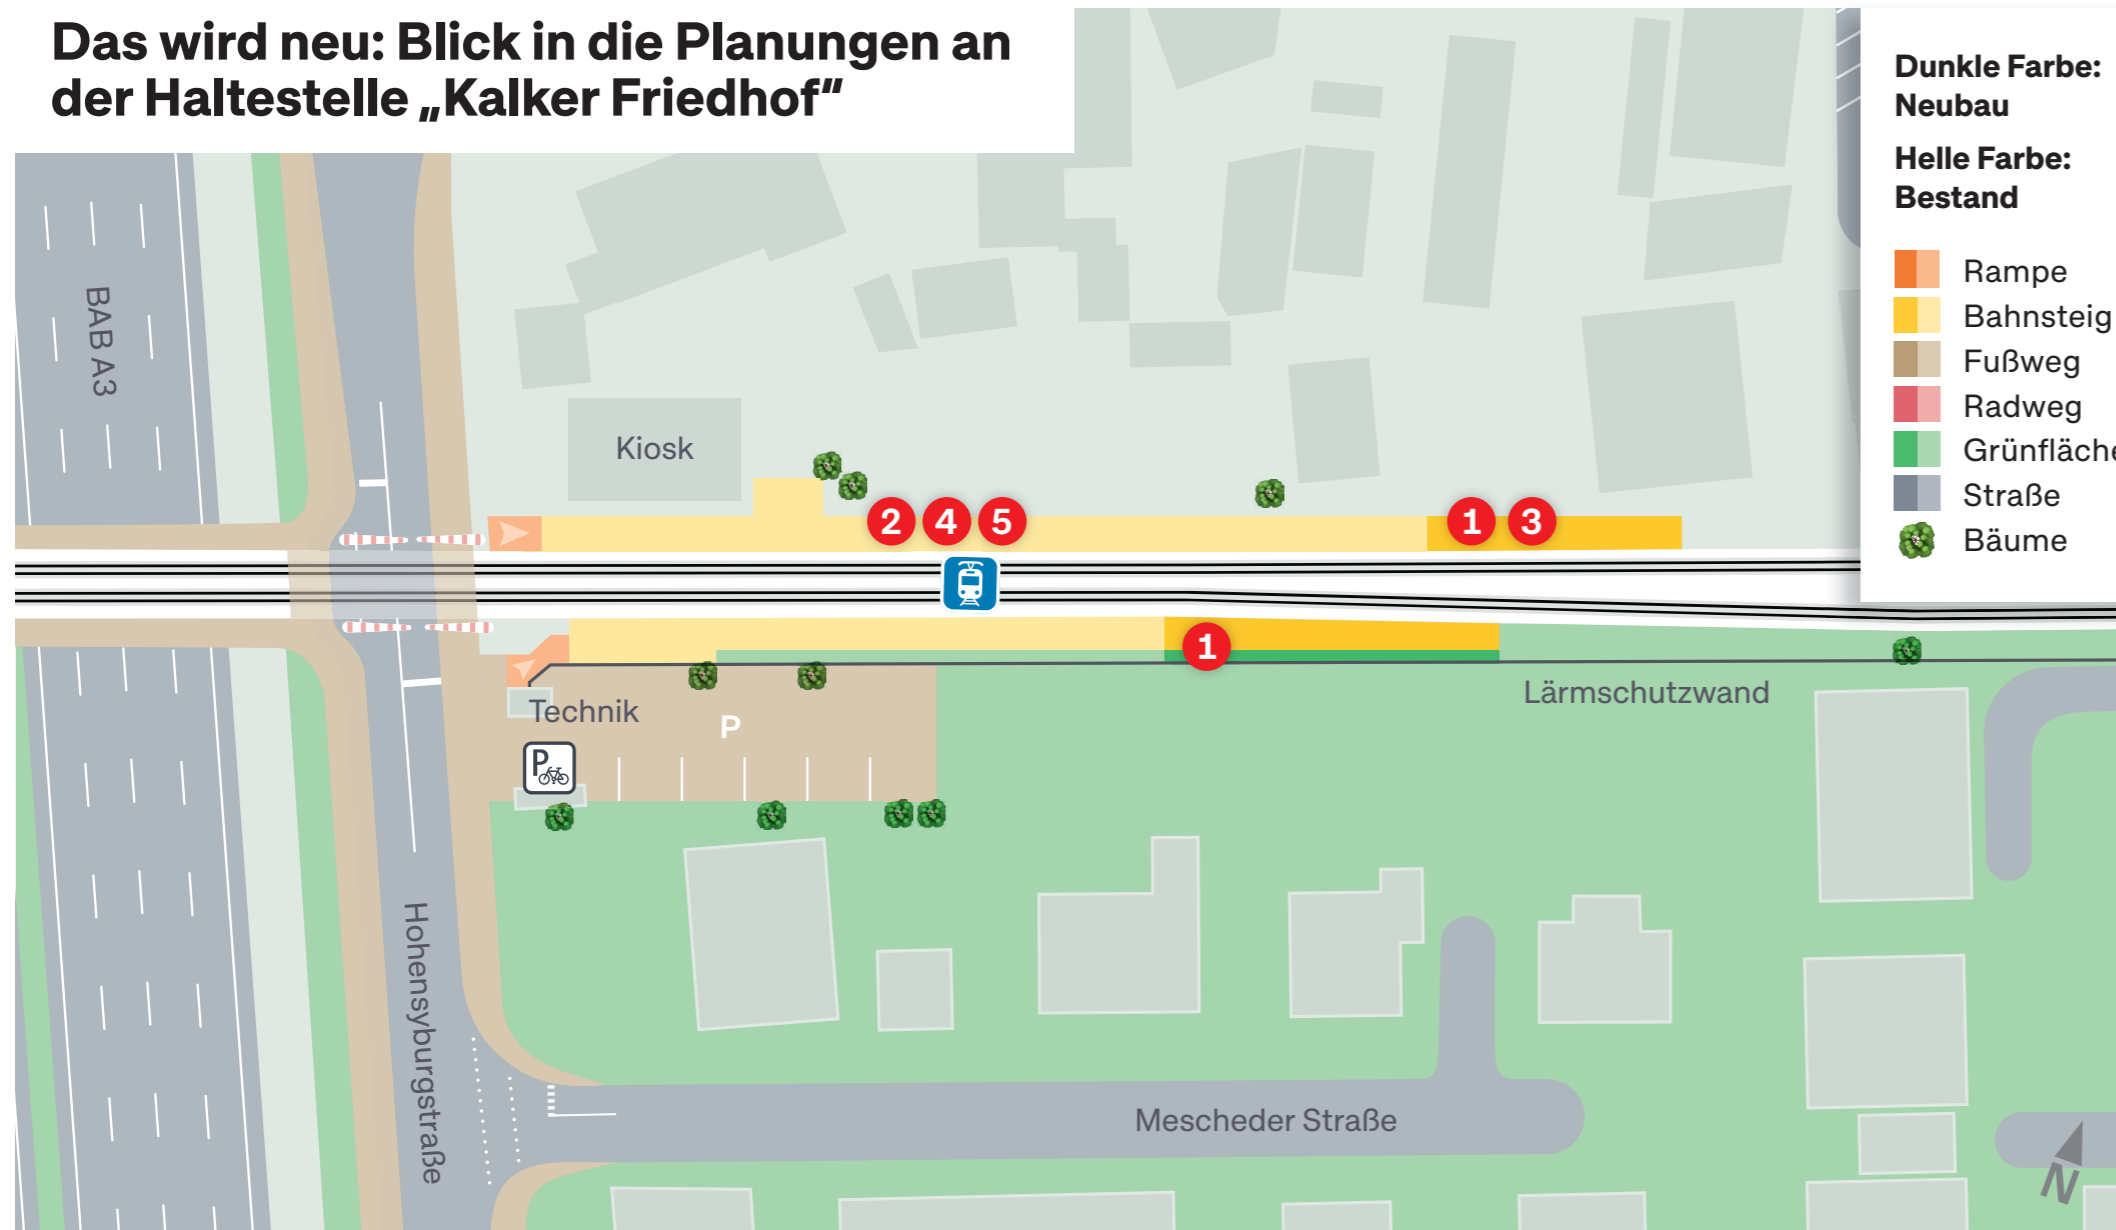 Das wird neu: Blick in die Planungen an
der Haltestelle „Kalker Friedhof“
Dunkle Farbe:
Neubau
Helle Farbe:
Bestand
Rampe
Bahnsteig
Fußweg
Radweg
Grünfläche
Straße
Bäume
BAB A3
Kiosk
2 4 5
1 3
1
Lärmschutzwand
Technik
P
P
Hohensyburgstraße
Mescheder Straße
N